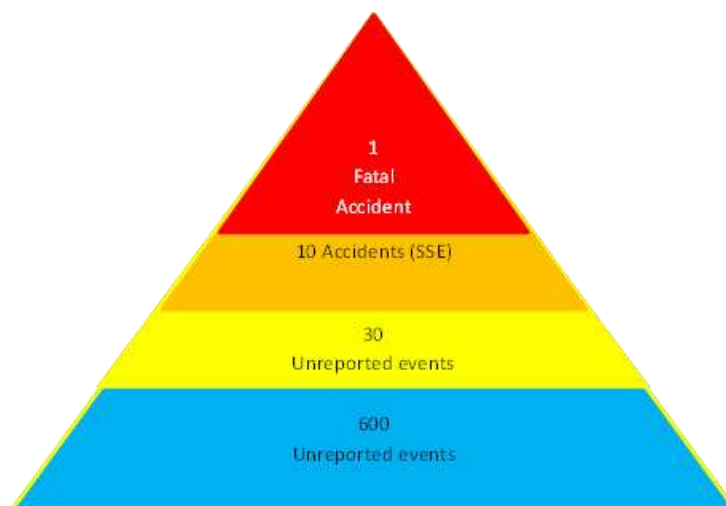 1
Fatal
Accident
10 Accidents (SSE)
30
Unreported events
600
Unreported events